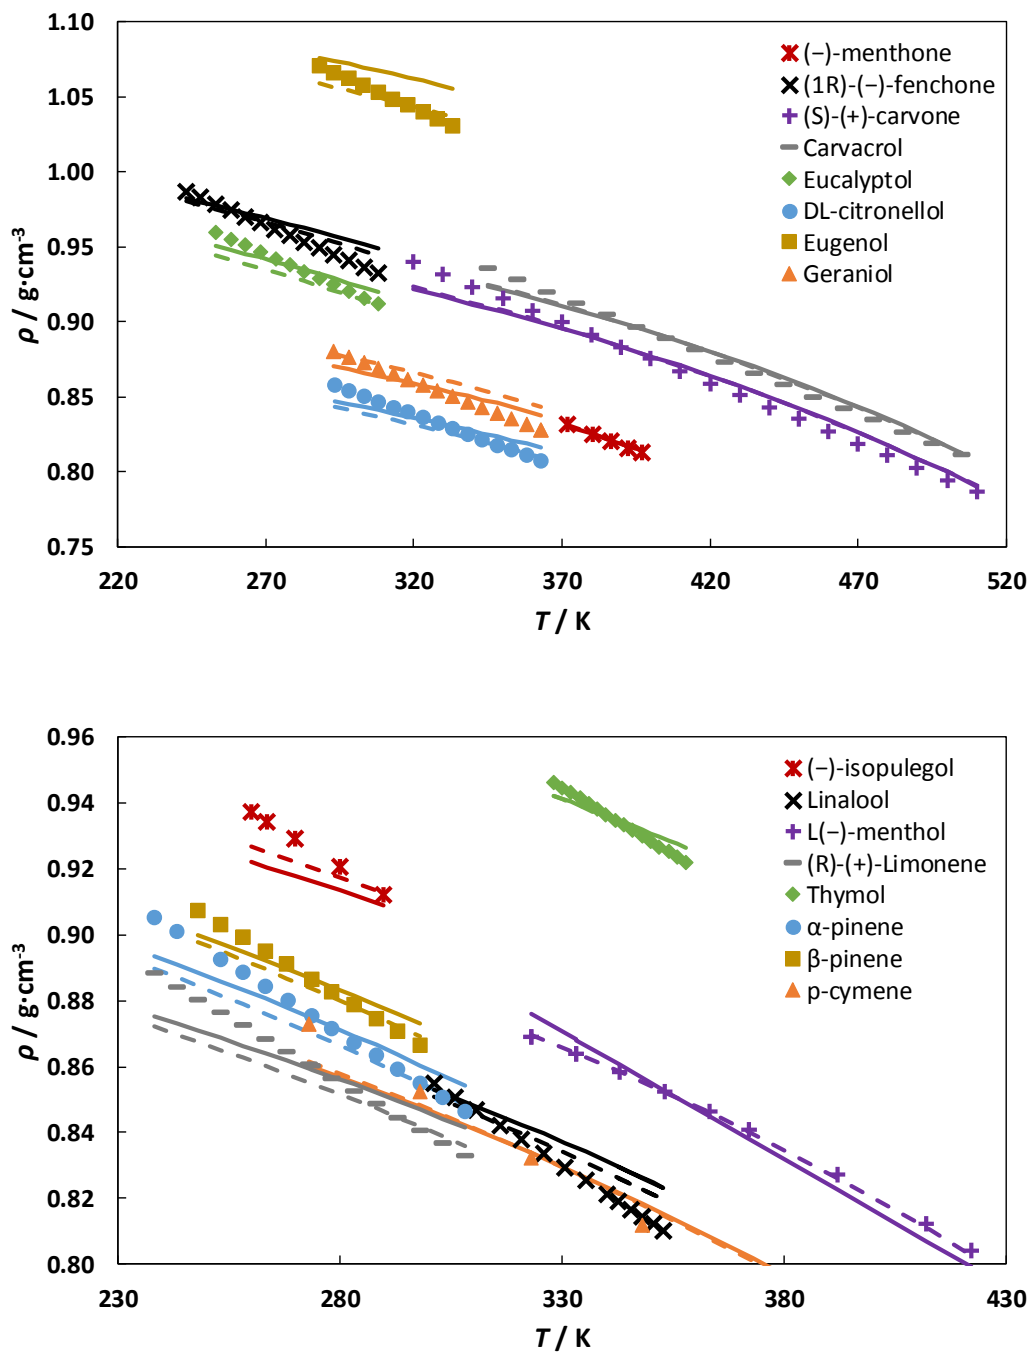 1.10
1.05
1.00
0.95
0.90
0.85
0.80
0.75
ρ / g·cm⁻³
220 270 320 370 420 470 520
T / K
(−)-menthone
(1R)-(−)-fenchone
(S)-(+)-carvone
Carvacrol
Eucalyptol
DL-citronellol
Eugenol
Geraniol
0.96
0.94
0.92
0.90
0.88
0.86
0.84
0.82
0.80
ρ / g·cm⁻³
230 280 330 380 430
T / K
(−)-isopulegol
Linalool
L(−)-menthol
(R)-(+)-Limonene
Thymol
α-pinene
β-pinene
p-cymene